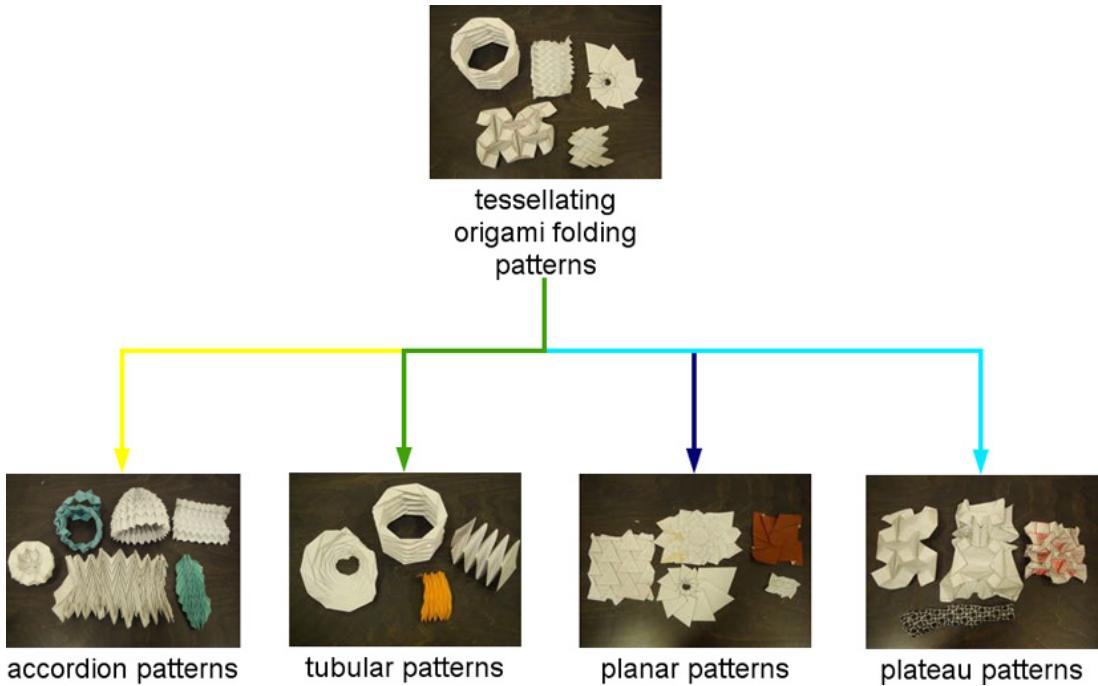 tessellating
origami folding
patterns
accordion patterns
tubular patterns
planar patterns
plateau patterns